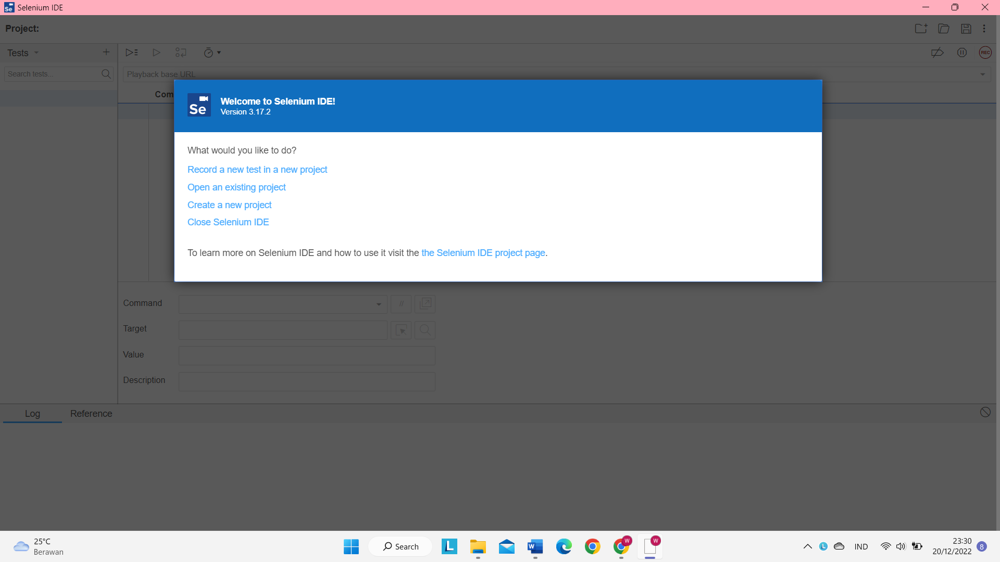 Selenium IDE
Project:
Tests
REC
Search tests...
Playback base URL
Com
Se
Welcome to Selenium IDE!
Version 3.17.2
What would you like to do?
Record a new test in a new project
Open an existing project
Create a new project
Close Selenium IDE
To learn more on Selenium IDE and how to use it visit the the Selenium IDE project page.
Command
//
Target
Value
Description
Log
Reference
25°C
Berawan
Search
IND
23:30
20/12/2022
8